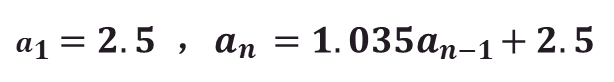 a₁ = 2.5 , aₙ = 1.035aₙ₋₁ + 2.5